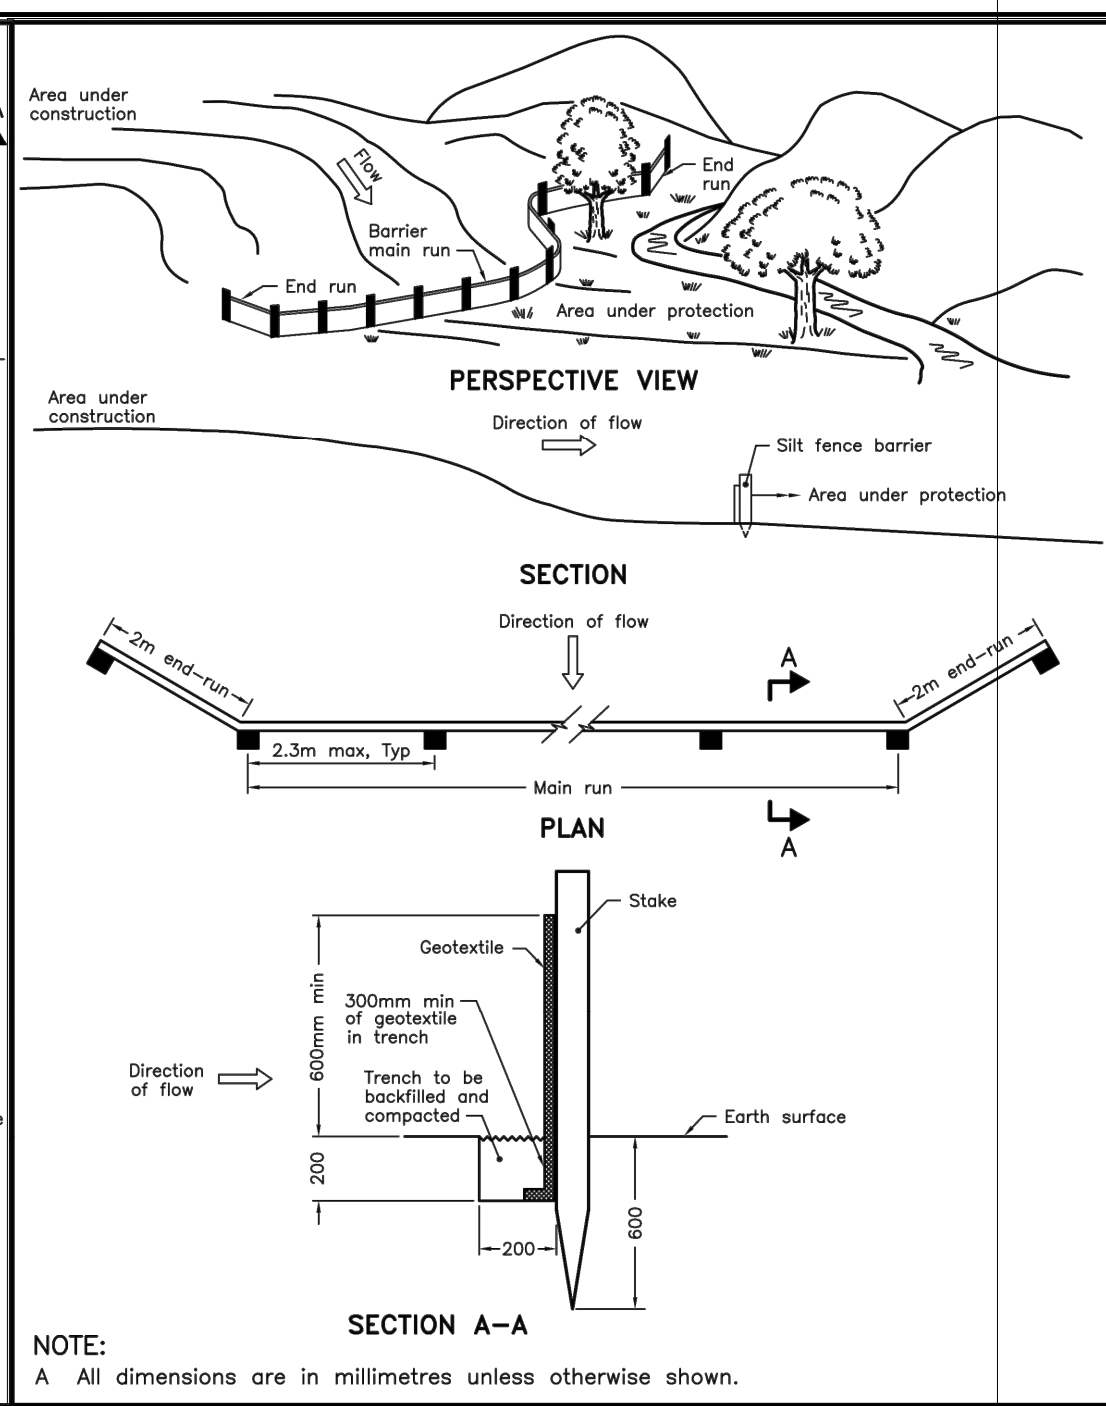 Area under
construction
Flow
End
run
Barrier
main run
End run
Area under protection
PERSPECTIVE VIEW
Area under
construction
Direction of flow
Silt fence barrier
Area under protection
SECTION
Direction of flow
2m end-run
A
2m end-run
2.3m max, Typ
Main run
PLAN
A
Stake
Geotextile
600mm min
300mm min
of geotextile
in trench
Direction
of flow
Trench to be
backfilled and
compacted
Earth surface
200
200
600
SECTION A-A
NOTE:
A All dimensions are in millimetres unless otherwise shown.